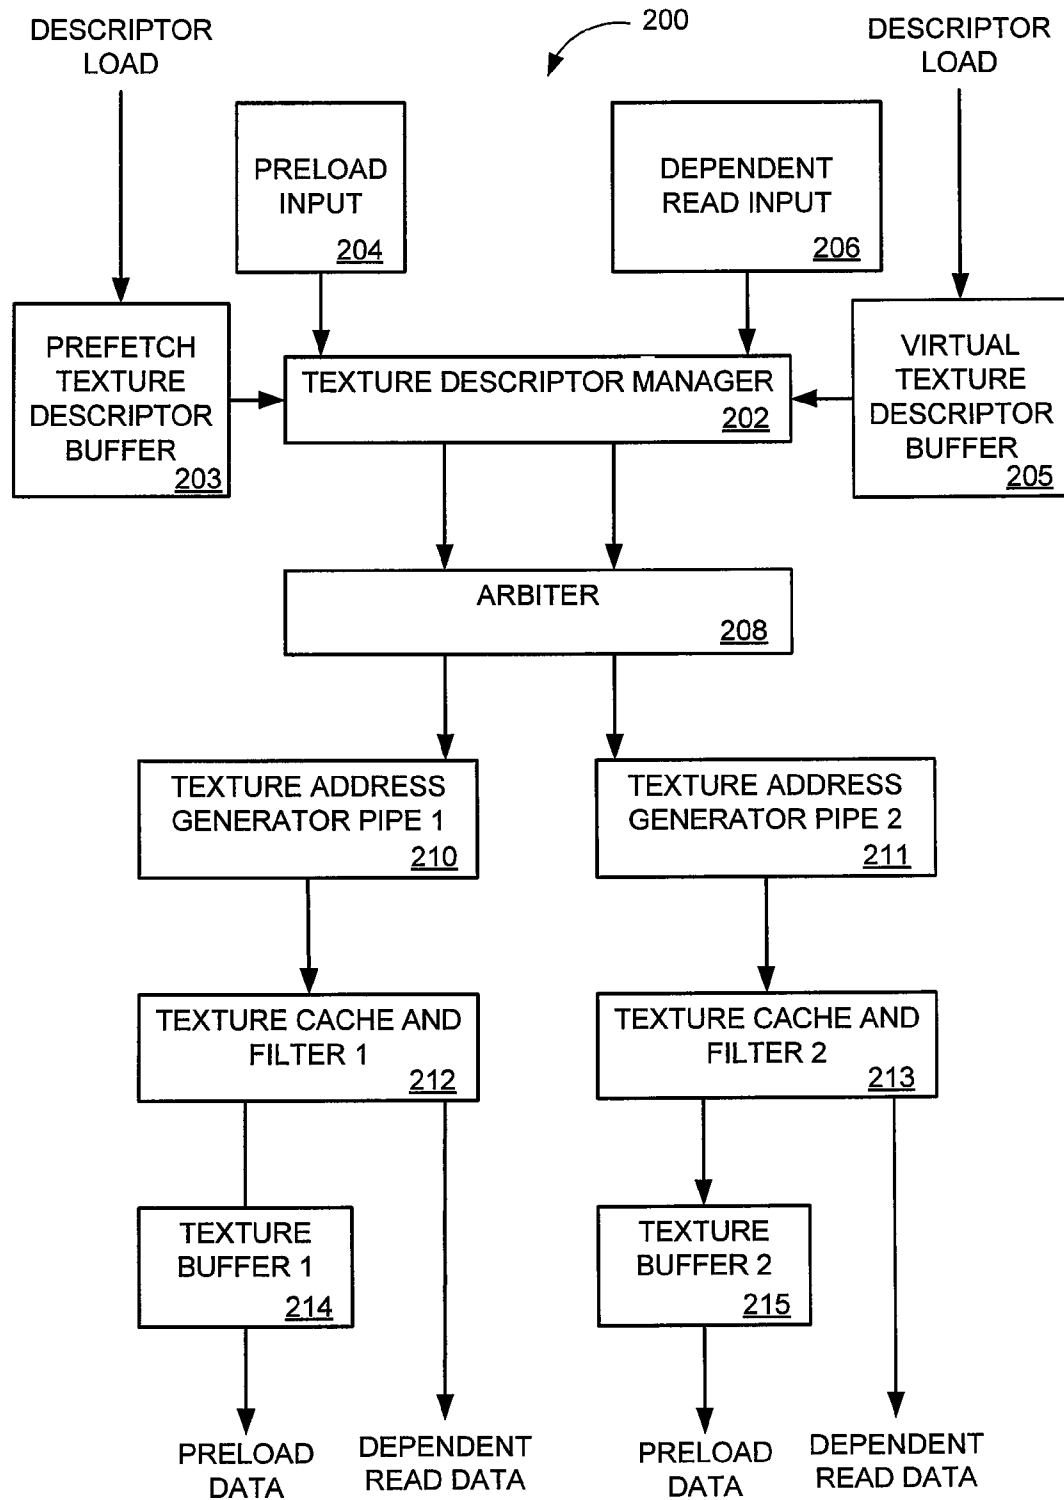 200
DESCRIPTOR
LOAD
DESCRIPTOR
LOAD
PRELOAD
INPUT
204
DEPENDENT
READ INPUT
206
PREFETCH
TEXTURE
DESCRIPTOR
BUFFER
203
TEXTURE DESCRIPTOR MANAGER
202
VIRTUAL
TEXTURE
DESCRIPTOR
BUFFER
205
ARBITER
208
TEXTURE ADDRESS
GENERATOR PIPE 1
210
TEXTURE ADDRESS
GENERATOR PIPE 2
211
TEXTURE CACHE AND
FILTER 1
212
TEXTURE CACHE AND
FILTER 2
213
TEXTURE
BUFFER 1
214
TEXTURE
BUFFER 2
215
PRELOAD
DATA
DEPENDENT
READ DATA
PRELOAD
DATA
DEPENDENT
READ DATA